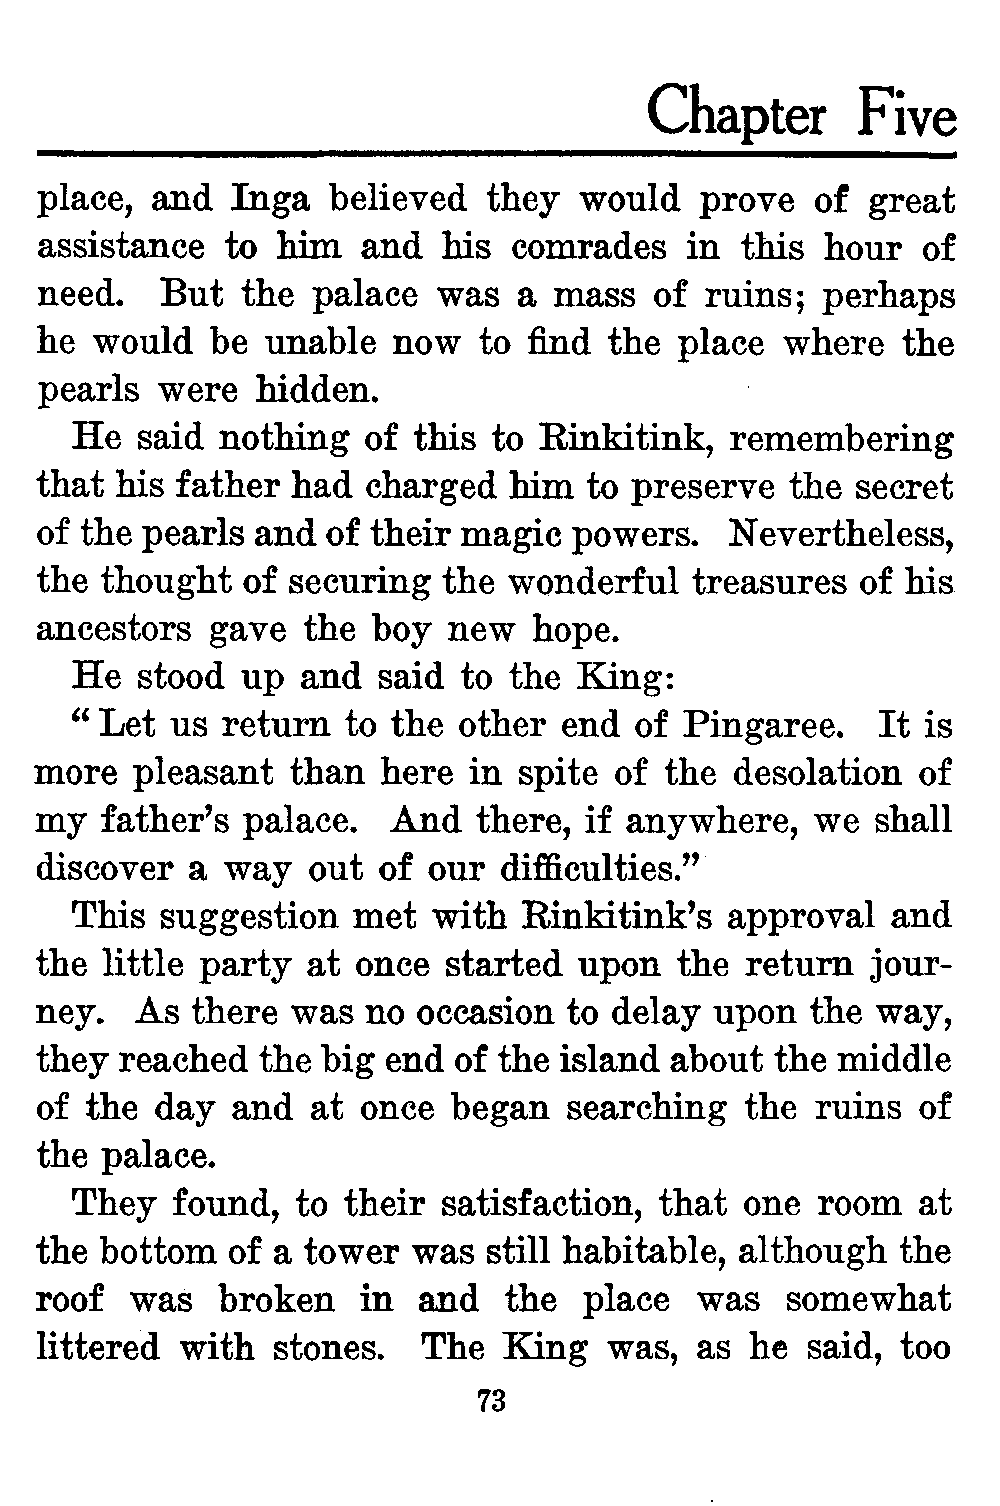 Chapter Five
place, and Inga believed they would prove of great
assistance to him and his comrades in this hour of
need. But the palace was a mass of ruins; perhaps
he would be unable now to find the place where the
pearls were hidden.
He said nothing of this to Rinkitink, remembering
that his father had charged him to preserve the secret
of the pearls and of their magic powers. Nevertheless,
the thought of securing the wonderful treasures of his
ancestors gave the boy new hope.
He stood up and said to the King:
“Let us return to the other end of Pingaree. It is
more pleasant than here in spite of the desolation of
my father’s palace. And there, if anywhere, we shall
discover a way out of our difficulties.”
This suggestion met with Rinkitink’s approval and
the little party at once started upon the return jour-
ney. As there was no occasion to delay upon the way,
they reached the big end of the island about the middle
of the day and at once began searching the ruins of
the palace.
They found, to their satisfaction, that one room at
the bottom of a tower was still habitable, although the
roof was broken in and the place was somewhat
littered with stones. The King was, as he said, too
73